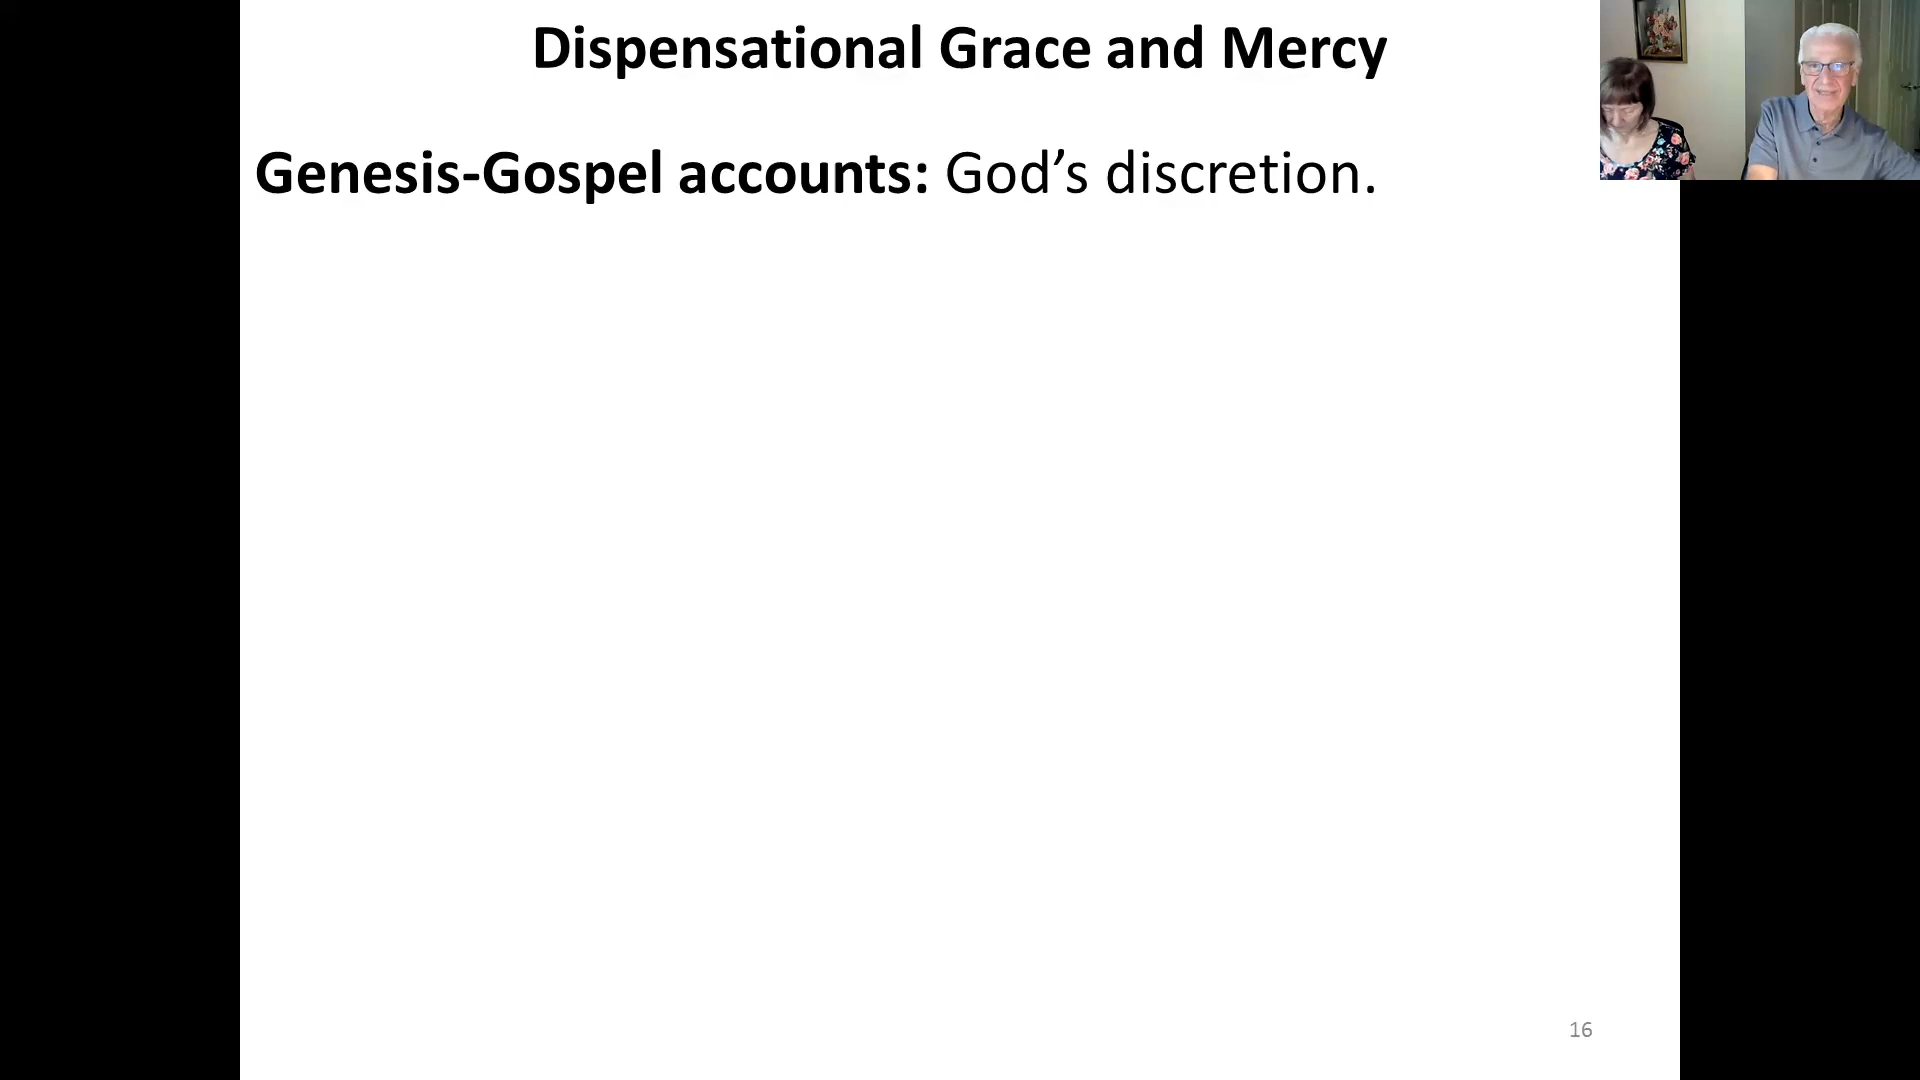 Dispensational Grace and Mercy
Genesis-Gospel accounts: God’s discretion.
16